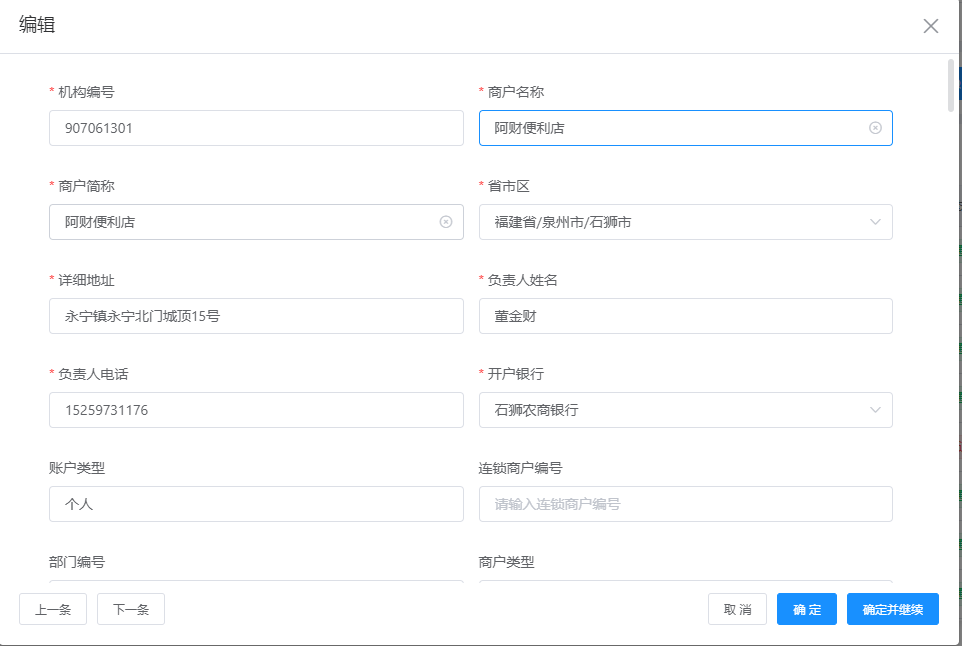 编辑
* 机构编号
* 商户名称
907061301
阿财便利店
* 商户简称
* 省市区
阿财便利店
福建省/泉州市/石狮市
* 详细地址
* 负责人姓名
永宁镇永宁北门城顶15号
董金财
* 负责人电话
* 开户银行
15259731176
石狮农商银行
账户类型
连锁商户编号
个人
请输入连锁商户编号
部门编号
商户类型
上一条
下一条
取 消
确 定
确定并继续